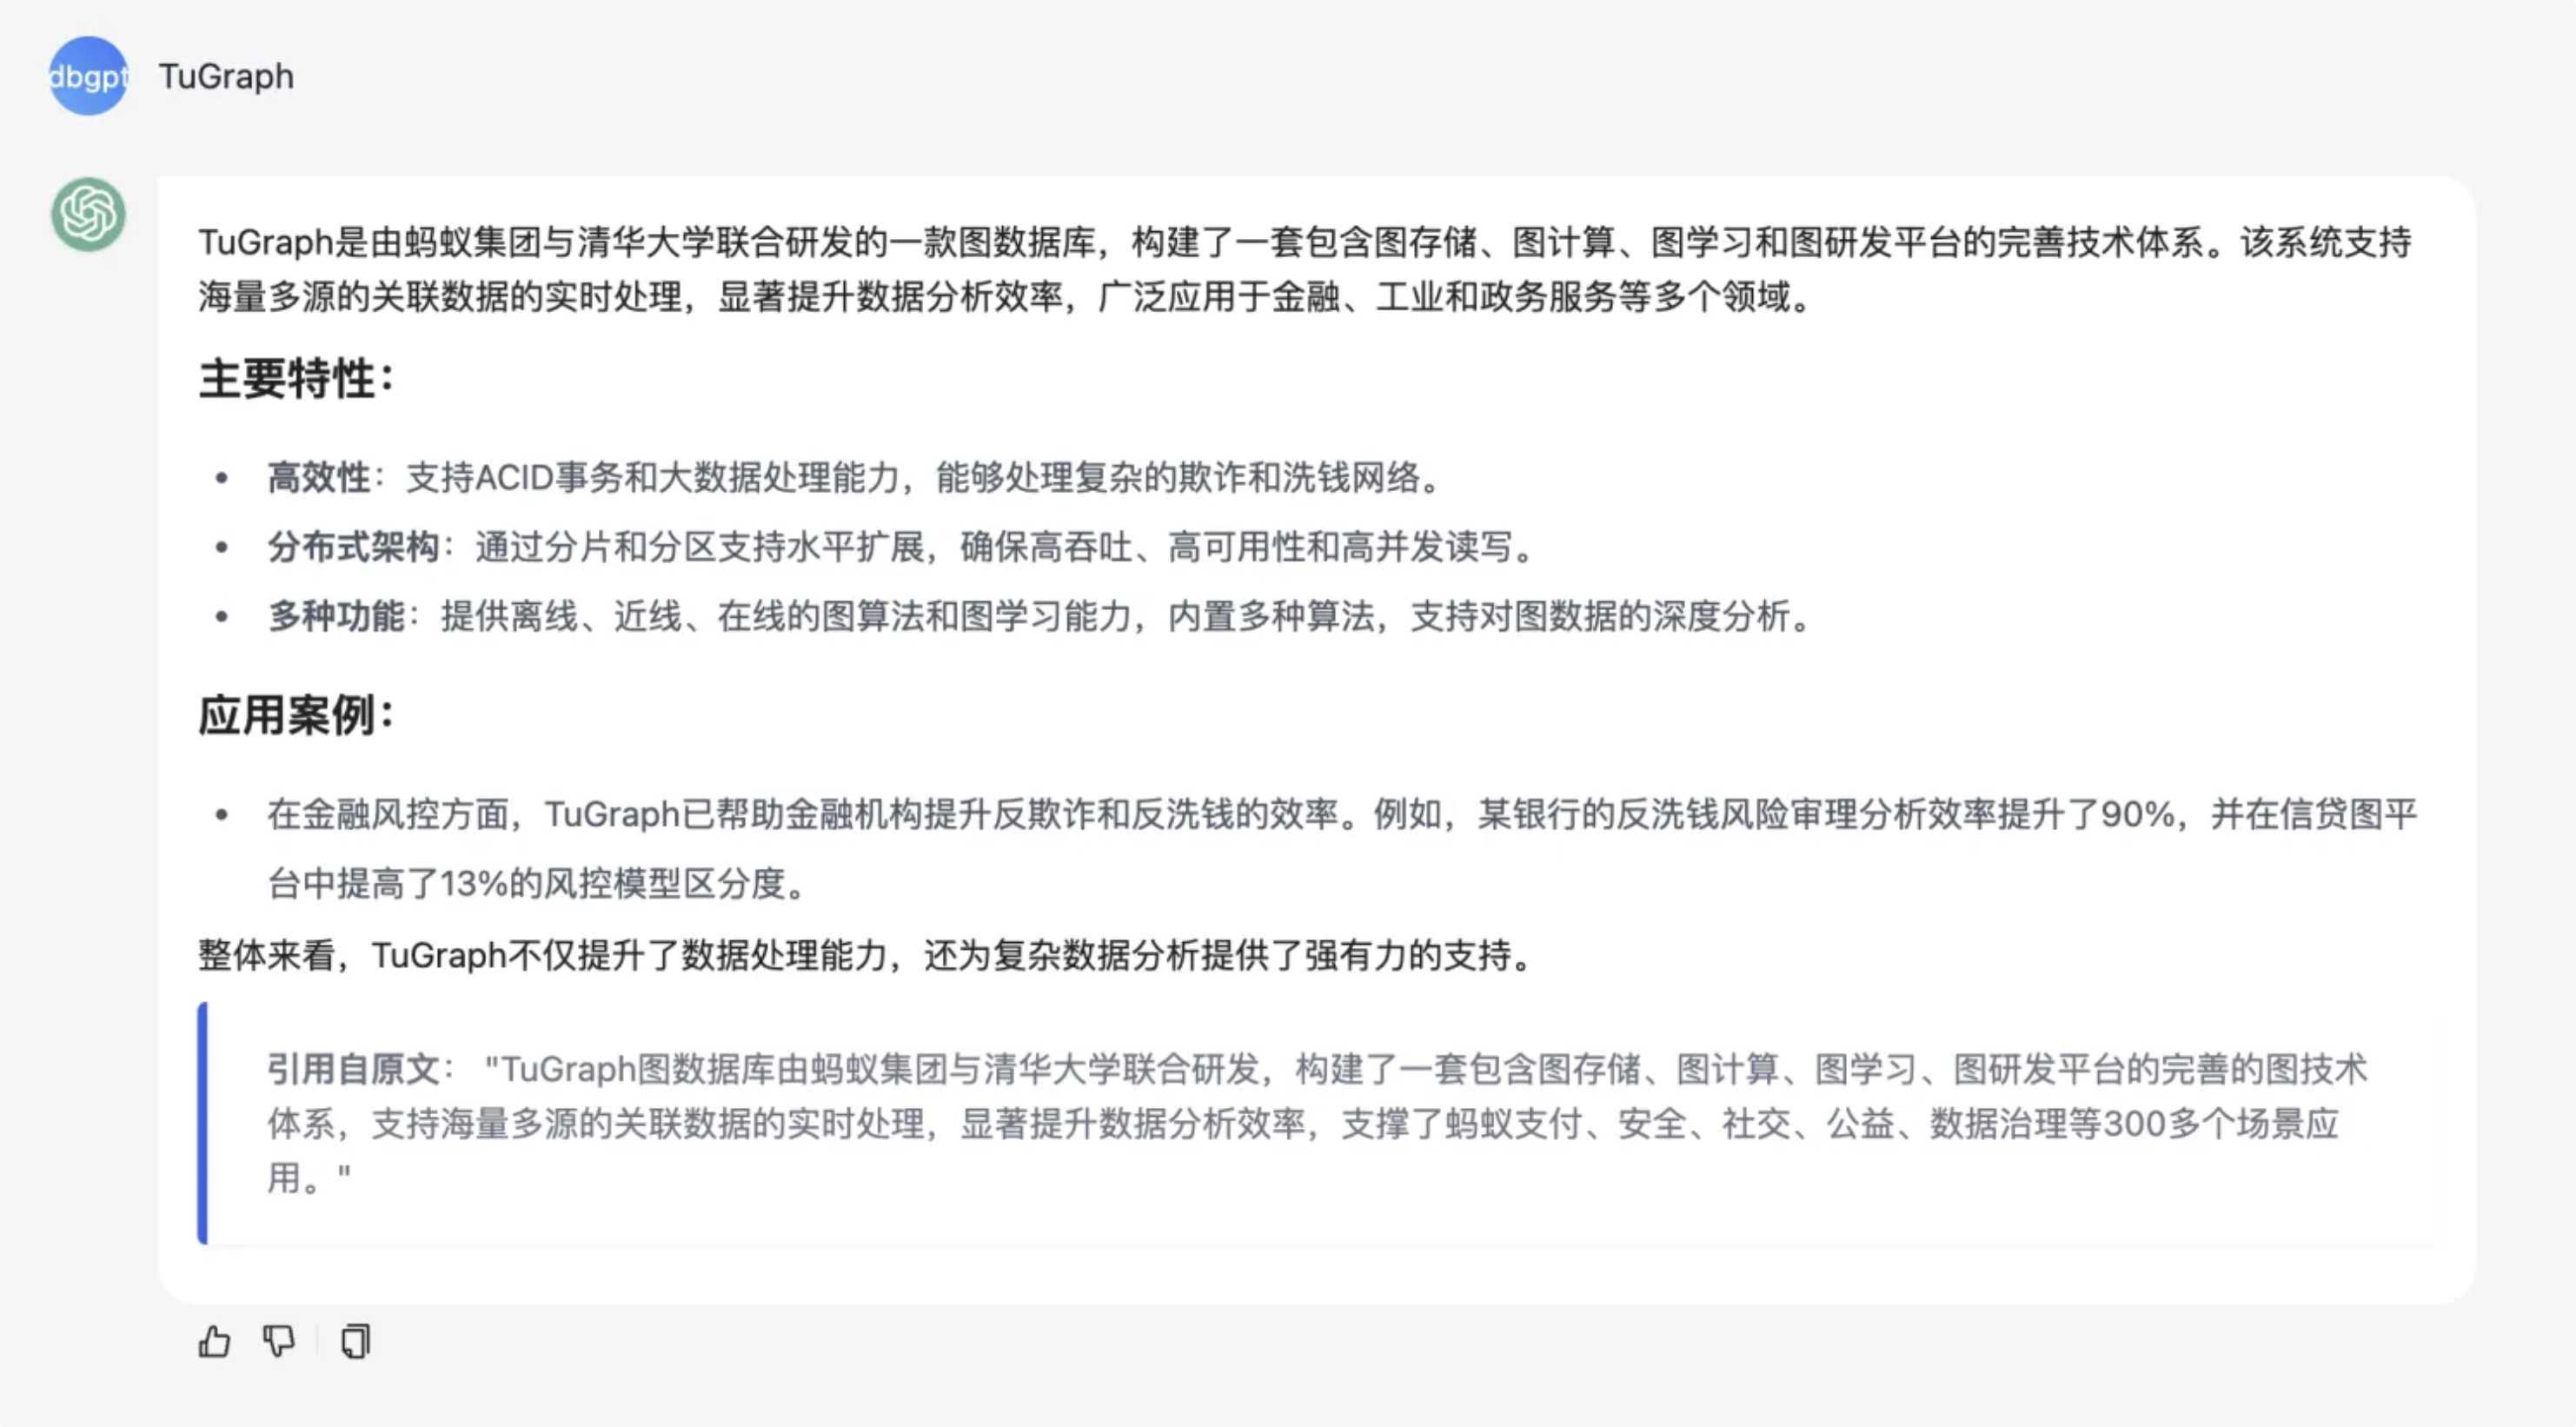 dbgpt
TuGraph
TuGraph是由蚂蚁集团与清华大学联合研发的一款图数据库，构建了一套包含图存储、图计算、图学习和图研发平台的完善技术体系。该系统支持
海量多源的关联数据的实时处理，显著提升数据分析效率，广泛应用于金融、工业和政务服务等多个领域。
主要特性：
• 高效性：支持ACID事务和大数据处理能力，能够处理复杂的欺诈和洗钱网络。
• 分布式架构：通过分片和分区支持水平扩展，确保高吞吐、高可用性和高并发读写。
• 多种功能：提供离线、近线、在线的图算法和图学习能力，内置多种算法，支持对图数据的深度分析。
应用案例：
• 在金融风控方面，TuGraph已帮助金融机构提升反欺诈和反洗钱的效率。例如，某银行的反洗钱风险审理分析效率提升了90%，并在信贷图平
台中提高了13%的风控模型区分度。
整体来看，TuGraph不仅提升了数据处理能力，还为复杂数据分析提供了强有力的支持。
引用自原文： "TuGraph图数据库由蚂蚁集团与清华大学联合研发，构建了一套包含图存储、图计算、图学习、图研发平台的完善的图技术
体系，支持海量多源的关联数据的实时处理，显著提升数据分析效率，支撑了蚂蚁支付、安全、社交、公益、数据治理等300多个场景应
用。"